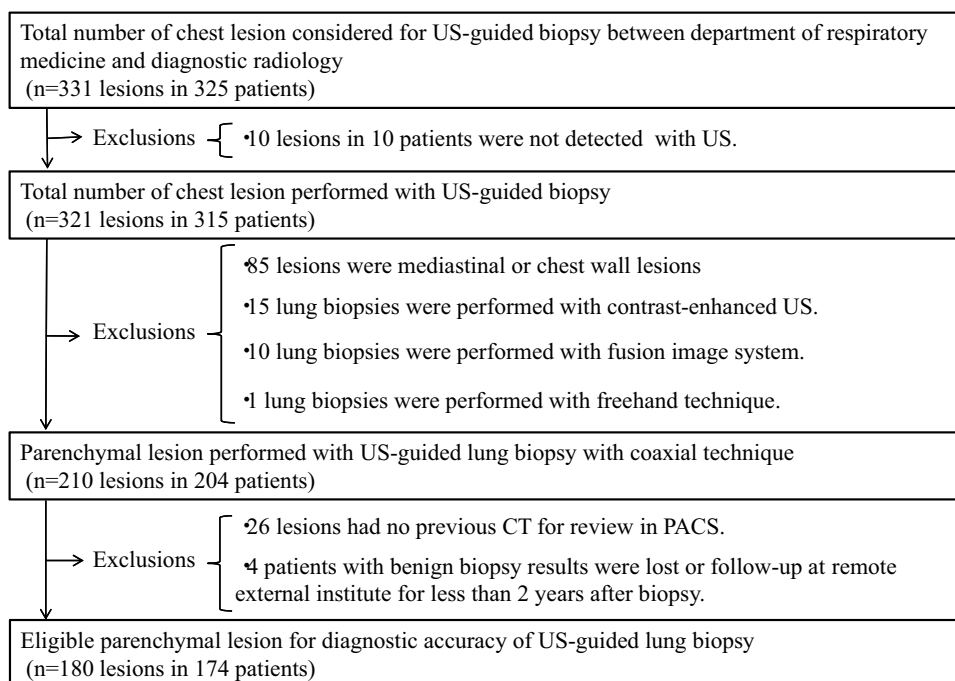 Total number of chest lesion considered for US-guided biopsy between department of respiratory
medicine and diagnostic radiology
(n=331 lesions in 325 patients)
Exclusions
•10 lesions in 10 patients were not detected with US.
Total number of chest lesion performed with US-guided biopsy
(n=321 lesions in 315 patients)
Exclusions
•85 lesions were mediastinal or chest wall lesions
•15 lung biopsies were performed with contrast-enhanced US.
•10 lung biopsies were performed with fusion image system.
•1 lung biopsies were performed with freehand technique.
Parenchymal lesion performed with US-guided lung biopsy with coaxial technique
(n=210 lesions in 204 patients)
Exclusions
•26 lesions had no previous CT for review in PACS.
•4 patients with benign biopsy results were lost or follow-up at remote
external institute for less than 2 years after biopsy.
Eligible parenchymal lesion for diagnostic accuracy of US-guided lung biopsy
(n=180 lesions in 174 patients)